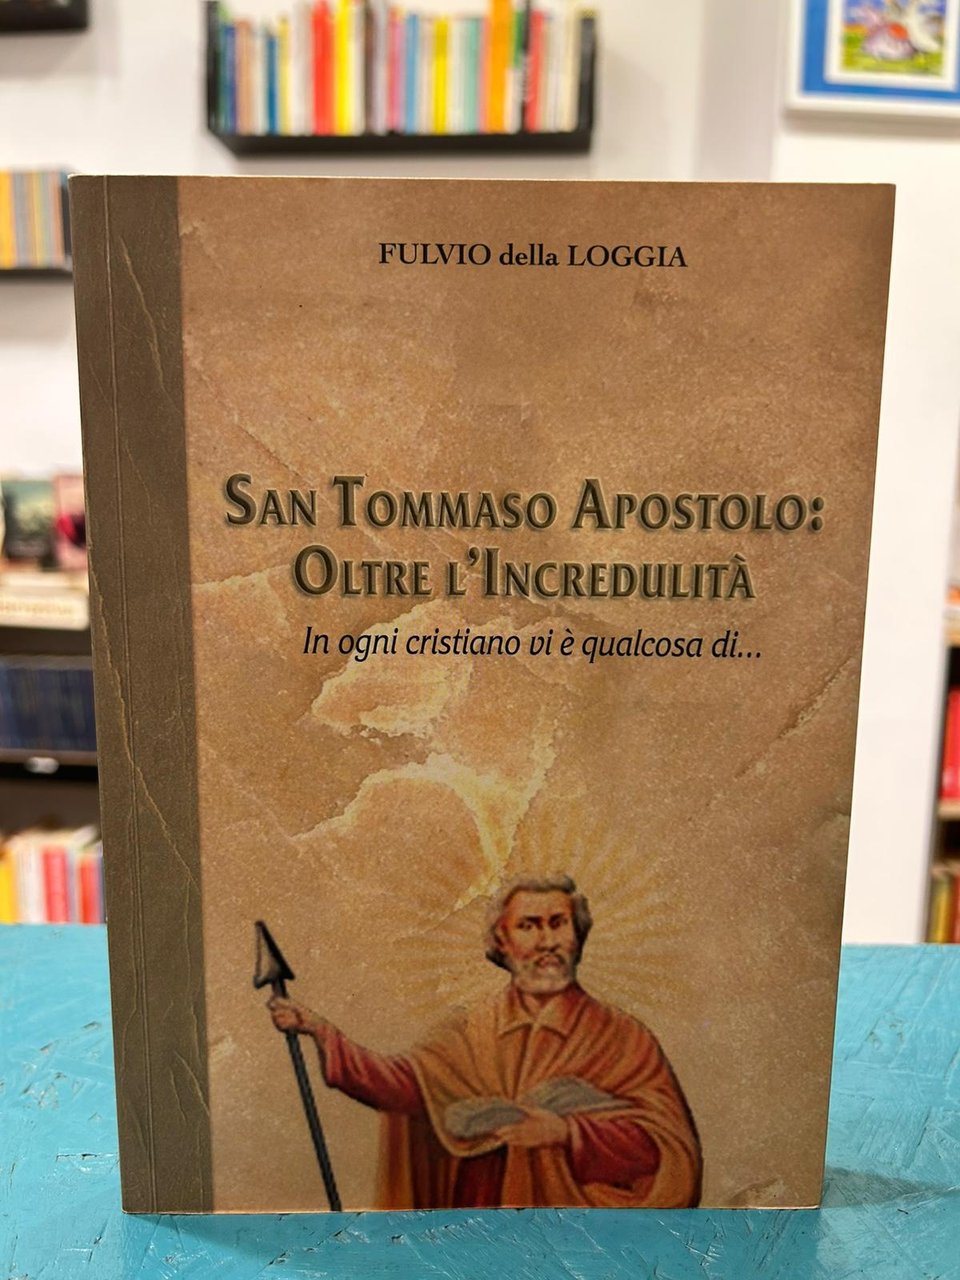 FULVIO della LOGGIA
SAN TOMMASO APOSTOLO:
OLTRE L'INCREDULITÀ
In ogni cristiano vi è qualcosa di...